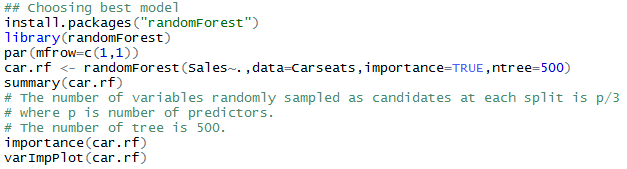 ## Choosing best model
install.packages("randomForest")
library(randomForest)
par(mfrow=c(1,1))
car.rf <- randomForest(Sales~.,data=Carseats,importance=TRUE,ntree=500)
summary(car.rf)
# The number of variables randomly sampled as candidates at each split is p/3
# where p is number of predictors.
# The number of tree is 500.
importance(car.rf)
varImpPlot(car.rf)